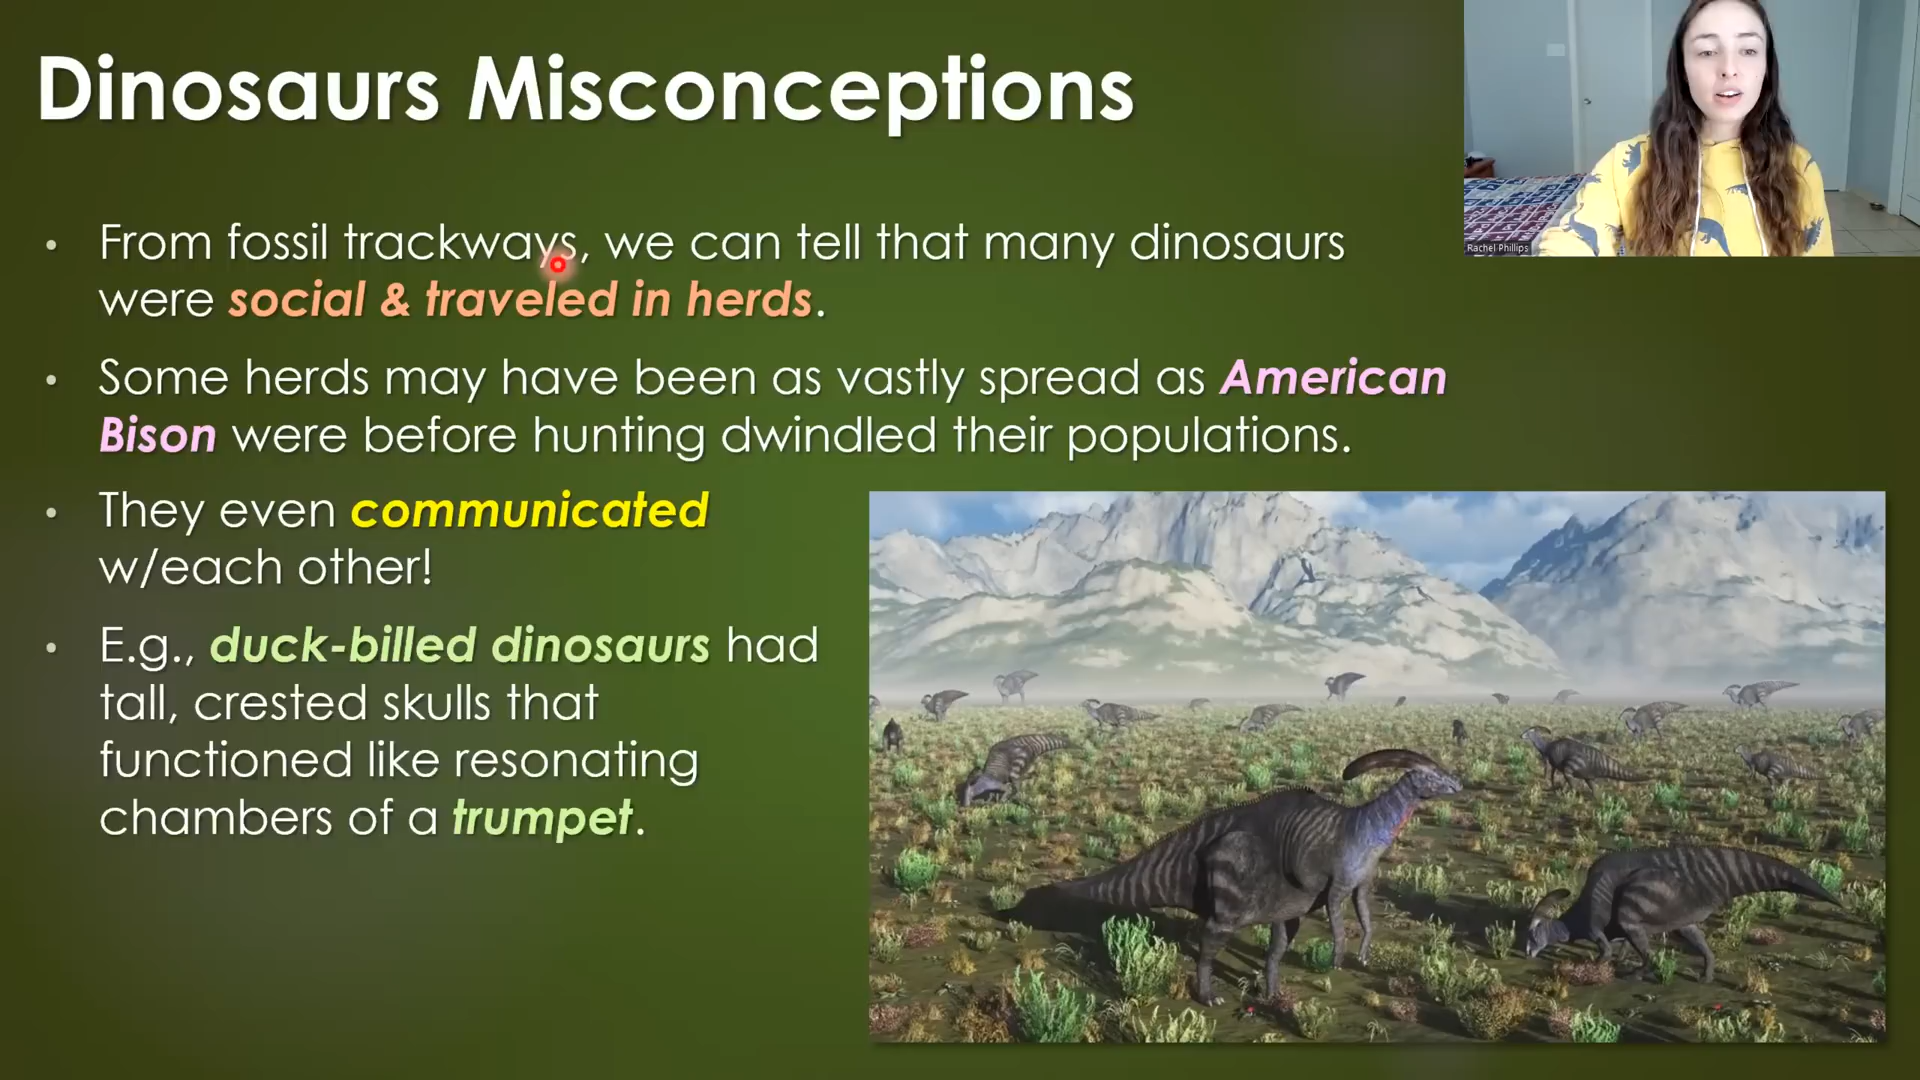 Dinosaurs Misconceptions
Rachel Phillips
• From fossil trackways, we can tell that many dinosaurs
were social & traveled in herds.
• Some herds may have been as vastly spread as American
Bison were before hunting dwindled their populations.
• They even communicated
w/each other!
• E.g., duck-billed dinosaurs had
tall, crested skulls that
functioned like resonating
chambers of a trumpet.